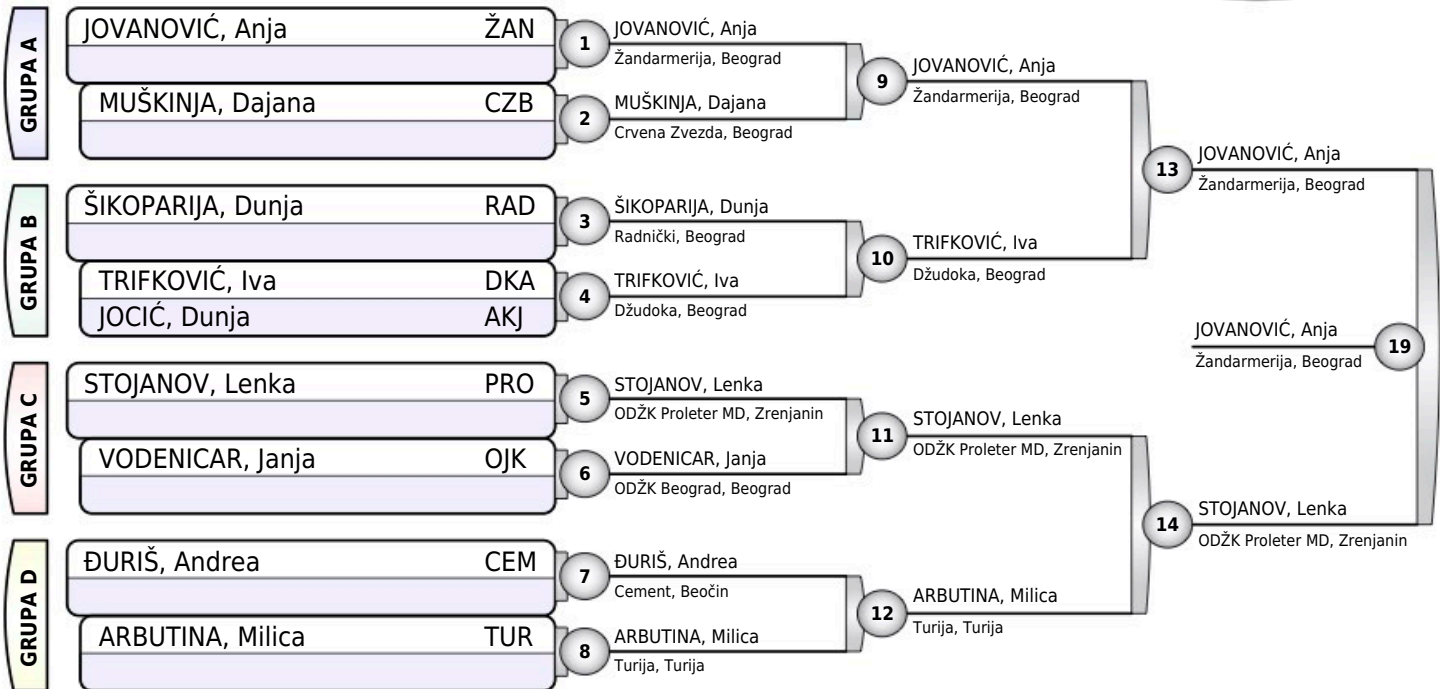 GRUPA A
JOVANOVIĆ, Anja ŽAN
MUŠKINJA, Dajana CZB
1
JOVANOVIĆ, Anja
Žandarmerija, Beograd
2
MUŠKINJA, Dajana
Crvena Zvezda, Beograd
9
JOVANOVIĆ, Anja
Žandarmerija, Beograd
GRUPA B
ŠIKOPARIJA, Dunja RAD
TRIFKOVIĆ, Iva DKA
JOCIĆ, Dunja AKJ
3
ŠIKOPARIJA, Dunja
Radnički, Beograd
4
TRIFKOVIĆ, Iva
Džudoka, Beograd
10
TRIFKOVIĆ, Iva
Džudoka, Beograd
13
JOVANOVIĆ, Anja
Žandarmerija, Beograd
GRUPA C
STOJANOV, Lenka PRO
VODENICAR, Janja OJK
5
STOJANOV, Lenka
ODŽK Proleter MD, Zrenjanin
6
VODENICAR, Janja
ODŽK Beograd, Beograd
11
STOJANOV, Lenka
ODŽK Proleter MD, Zrenjanin
GRUPA D
ĐURIŠ, Andrea CEM
ARBUTINA, Milica TUR
7
ĐURIŠ, Andrea
Cement, Beočin
8
ARBUTINA, Milica
Turija, Turija
12
ARBUTINA, Milica
Turija, Turija
14
STOJANOV, Lenka
ODŽK Proleter MD, Zrenjanin
JOVANOVIĆ, Anja
Žandarmerija, Beograd
19